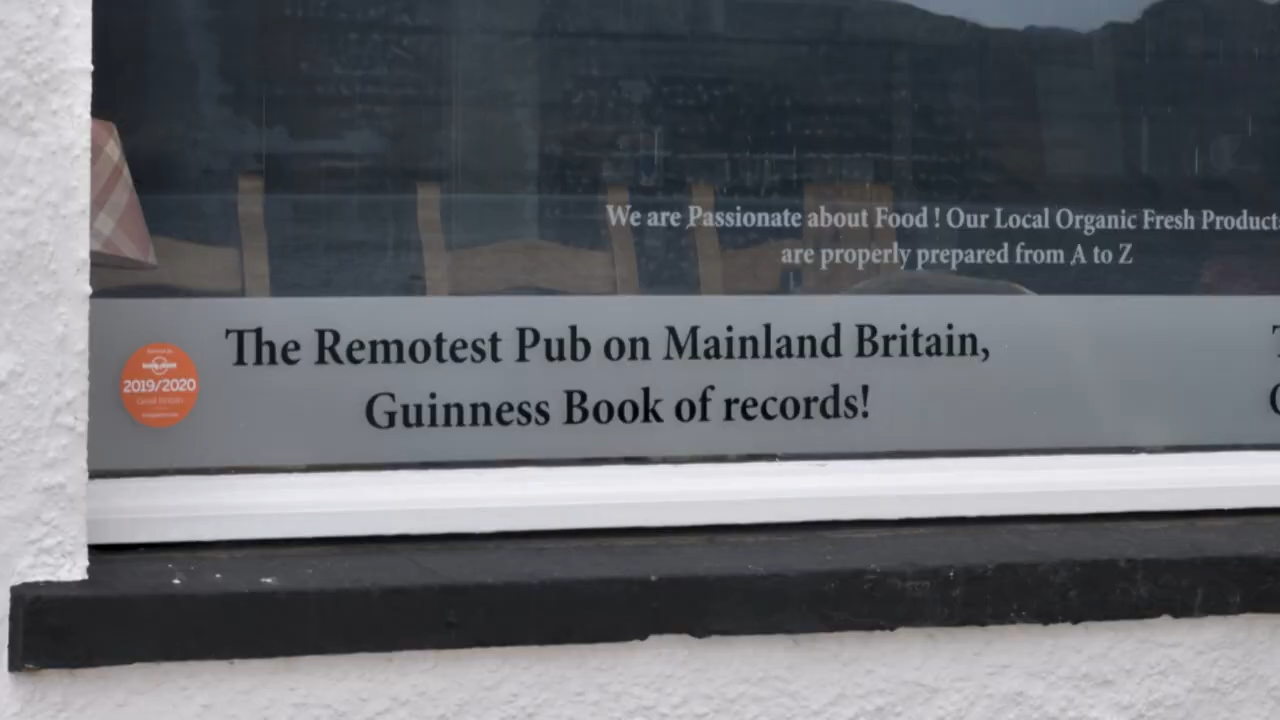 We are Passionate about Food ! Our Local Organic Fresh Product
are properly prepared from A to Z
The Remotest Pub on Mainland Britain,
Guinness Book of records!
2019/2020